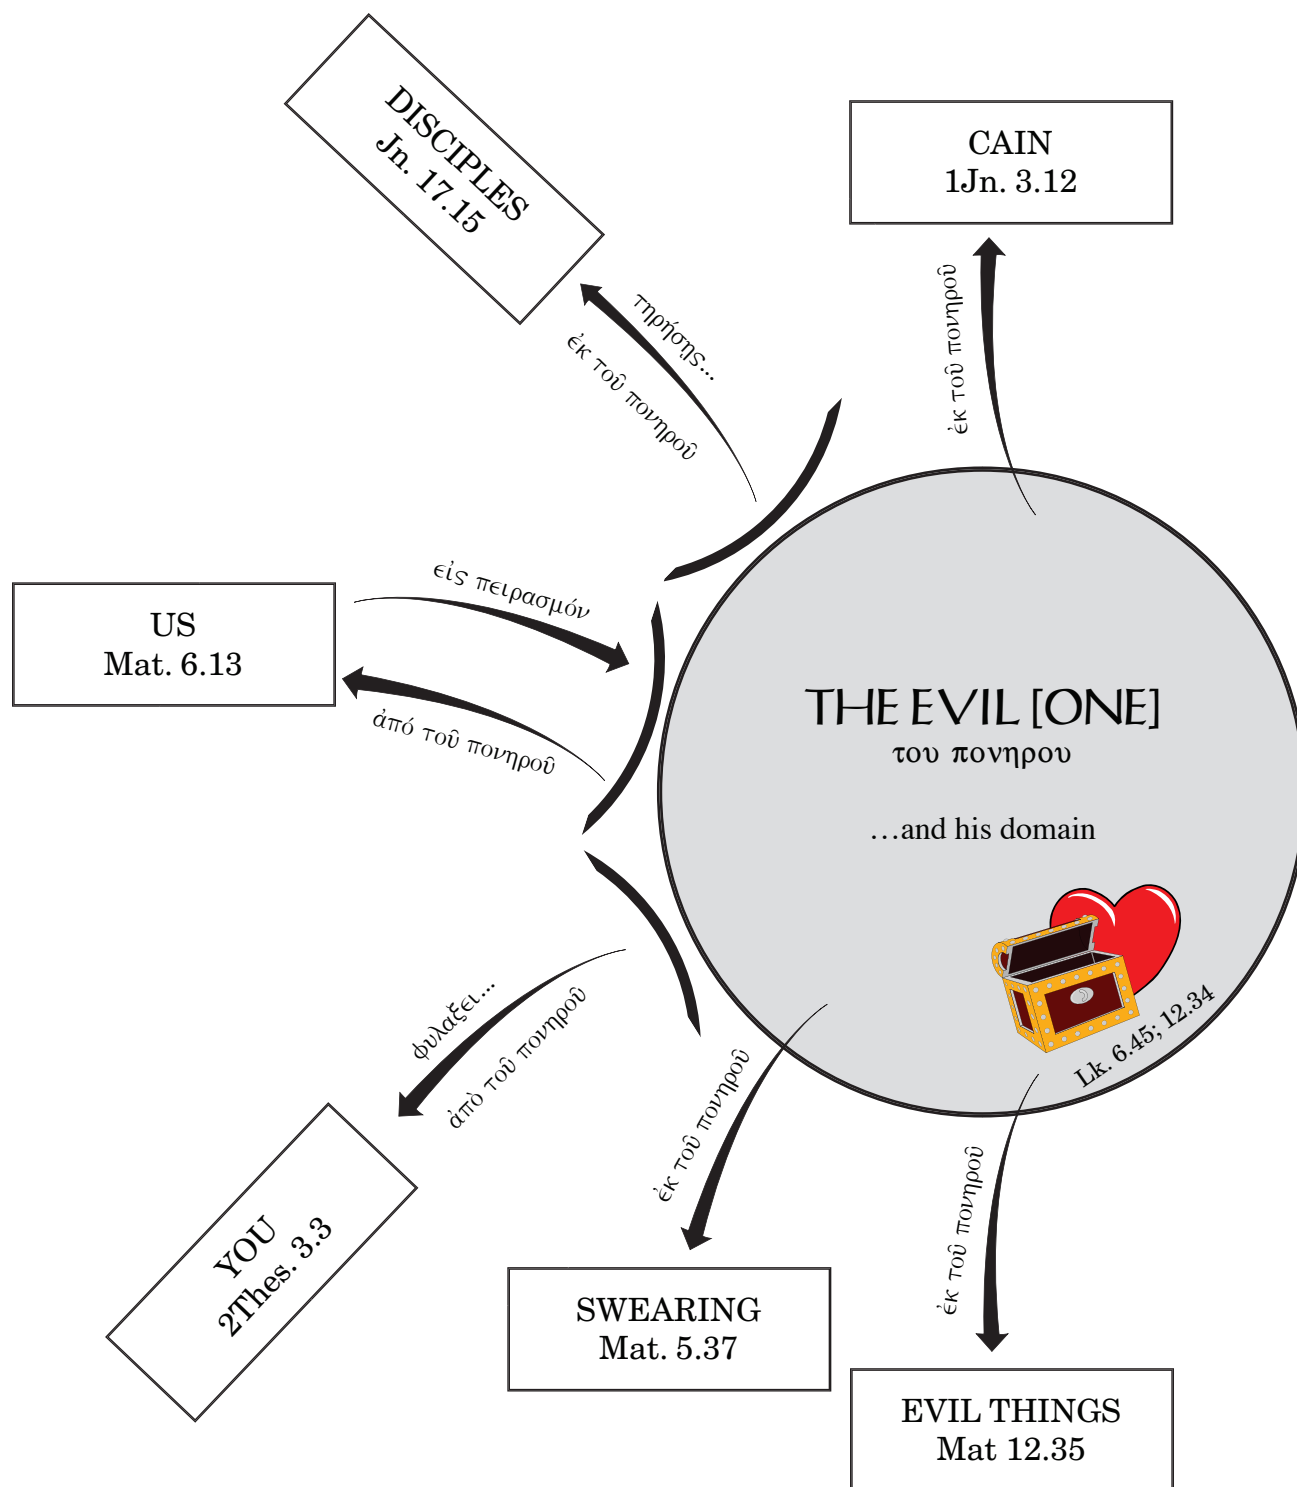 DISCIPLES
Jn. 17.15
CAIN
1Jn. 3.12
τηρήσῃς...
ἐκ τοῦ πονηροῦ
ἐκ τοῦ πονηροῦ
US
Mat. 6.13
εἰς πειρασμόν
ἀπό τοῦ πονηροῦ
THE EVIL [ONE]
του πονηρου
…and his domain
Lk. 6.45; 12.34
φυλαξει...
ἀπὸ τοῦ πονηροῦ
ἐκ τοῦ πονηροῦ
ἐκ τοῦ πονηροῦ
YOU
2Thes. 3.3
SWEARING
Mat. 5.37
EVIL THINGS
Mat 12.35